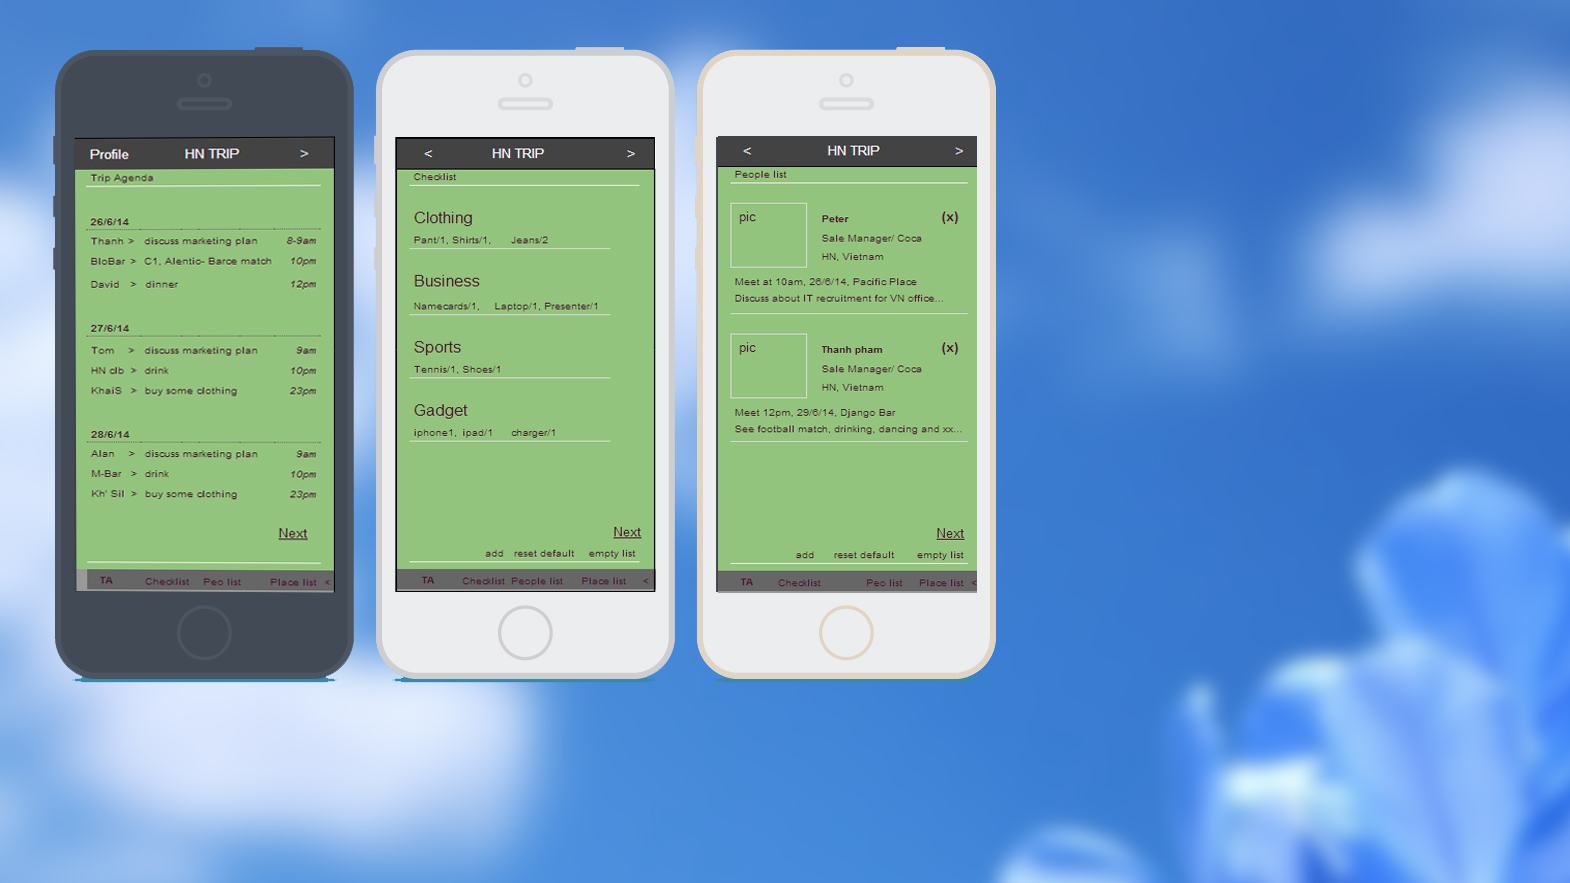 Profile HN TRIP >
Trip Agenda
26/6/14
Thanh > discuss marketing plan 8-9am
BloBar > C1, Alentic- Barce match 10pm
David > dinner 12pm
27/6/14
Tom > discuss marketing plan 9am
HN clb > drink 10pm
KhaiS > buy some clothing 23pm
28/6/14
Alan > discuss marketing plan 9am
M-Bar > drink 10pm
Kh' Sil > buy some clothing 23pm
Next
TA Checklist Peo list Place list <
< HN TRIP >
Checklist
Clothing
Pant/1, Shirts/1, Jeans/2
Business
Namecards/1, Laptop/1, Presenter/1
Sports
Tennis/1, Shoes/1
Gadget
iphone1, ipad/1 charger/1
Next
add reset default empty list
TA Checklist People list Place list <
< HN TRIP >
People list
pic Peter (x)
Sale Manager/ Coca
HN, Vietnam
Meet at 10am, 26/6/14, Pacific Place
Discuss about IT recruitment for VN office...
pic Thanh pham (x)
Sale Manager/ Coca
HN, Vietnam
Meet 12pm, 29/6/14, Django Bar
See football match, drinking, dancing and xx...
Next
add reset default empty list
TA Checklist Peo list Place list <